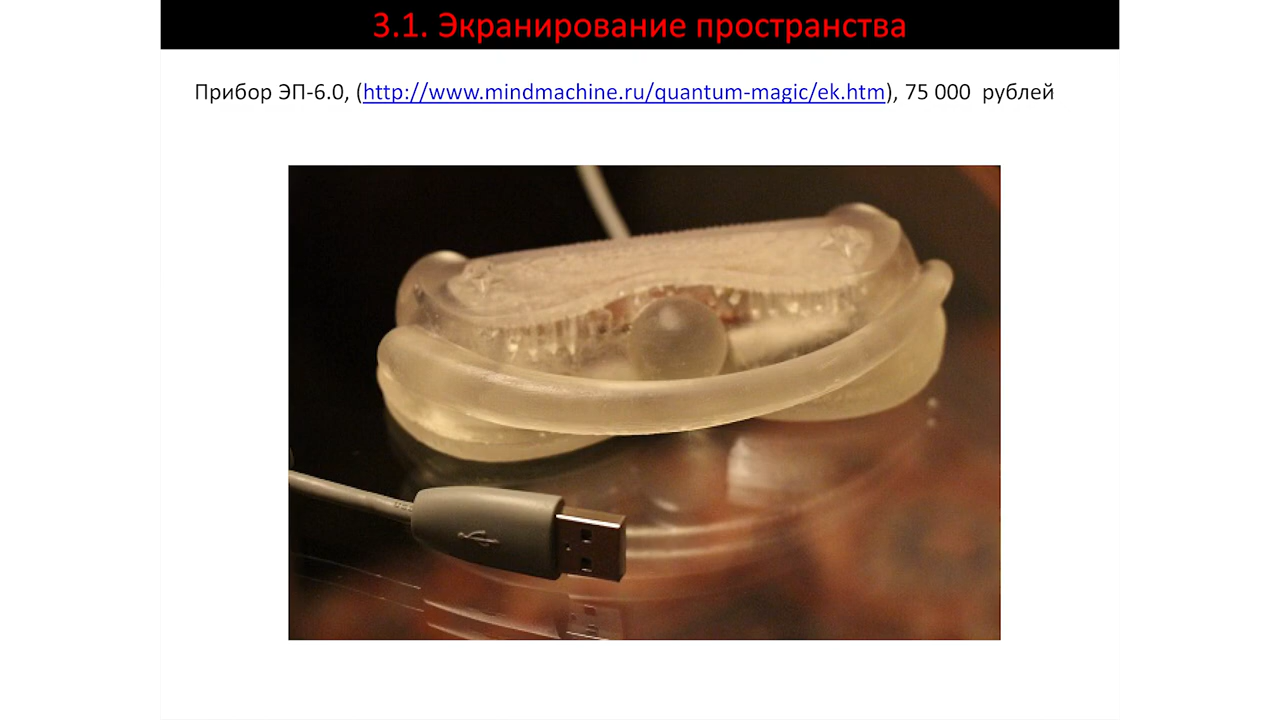 3.1. Экранирование пространства
Прибор ЭП-6.0, (http://www.mindmachine.ru/quantum-magic/ek.htm), 75 000 рублей